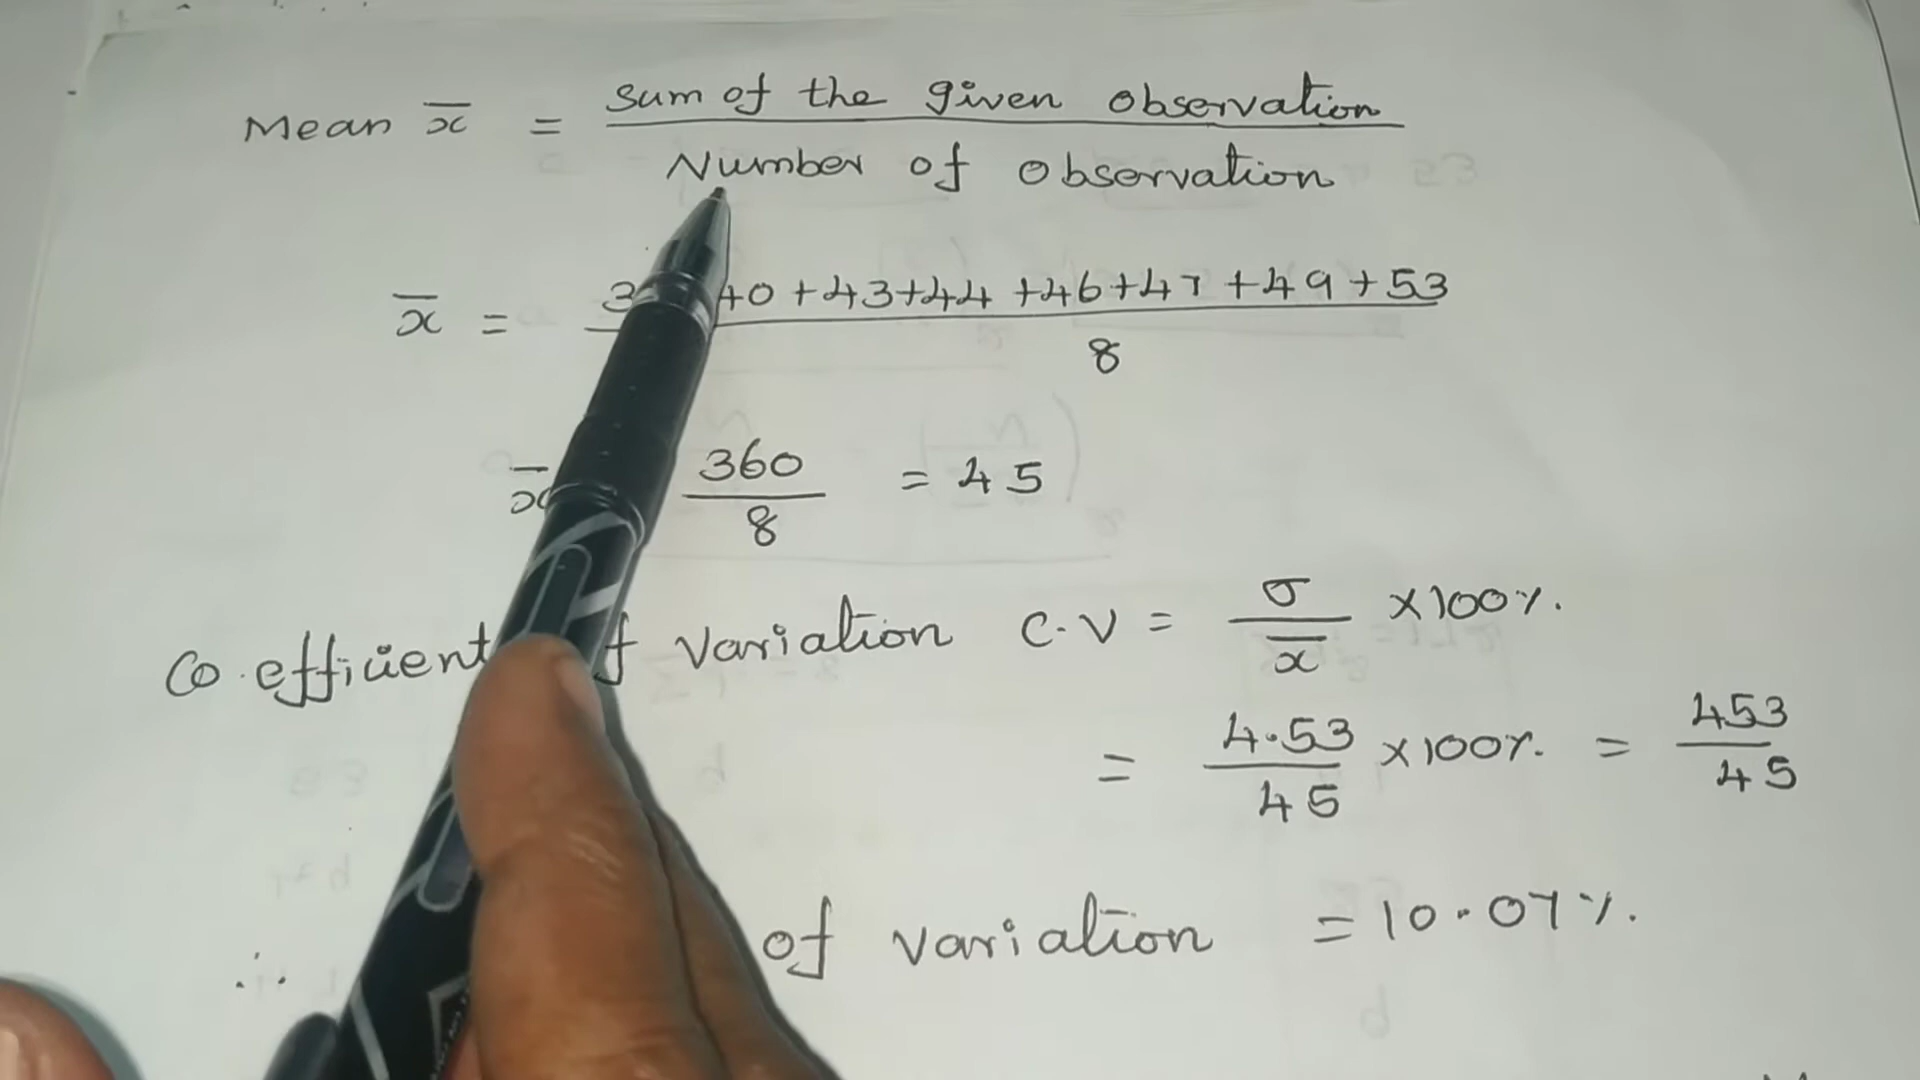 Mean x̄ = Sum of the given observation / Number of observation
x̄ = 40 + 43 + 44 + 46 + 47 + 49 + 53 / 8
x̄ 360 / 8 = 45
Co.efficient of variation C.V = σ / x̄ × 100%.
= 4.53 / 45 × 100%. = 453 / 45
∴ of variation = 10.07%.